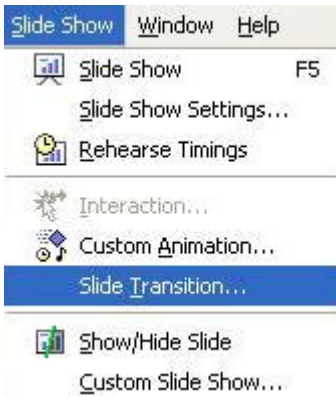 Slide Show Window Help
Slide Show F5
Slide Show Settings...
Rehearse Timings
Interaction...
Custom Animation...
Slide Transition...
Show/Hide Slide
Custom Slide Show...